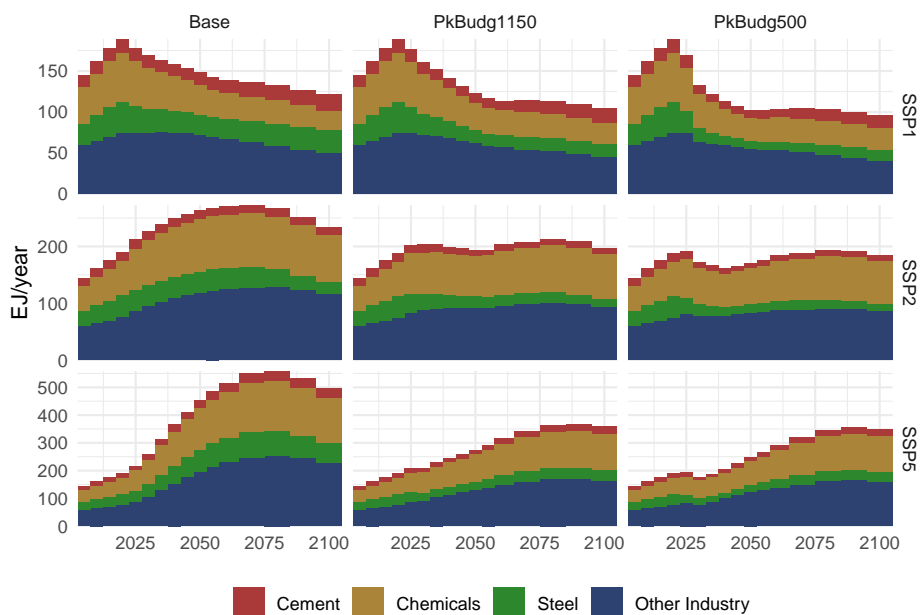 Base PkBudg1150 PkBudg500
150
100
50
0
SSP1
EJ/year
200
100
0
SSP2
500
400
300
200
100
0
SSP5
2025 2050 2075 2100 2025 2050 2075 2100 2025 2050 2075 2100
Cement Chemicals Steel Other Industry